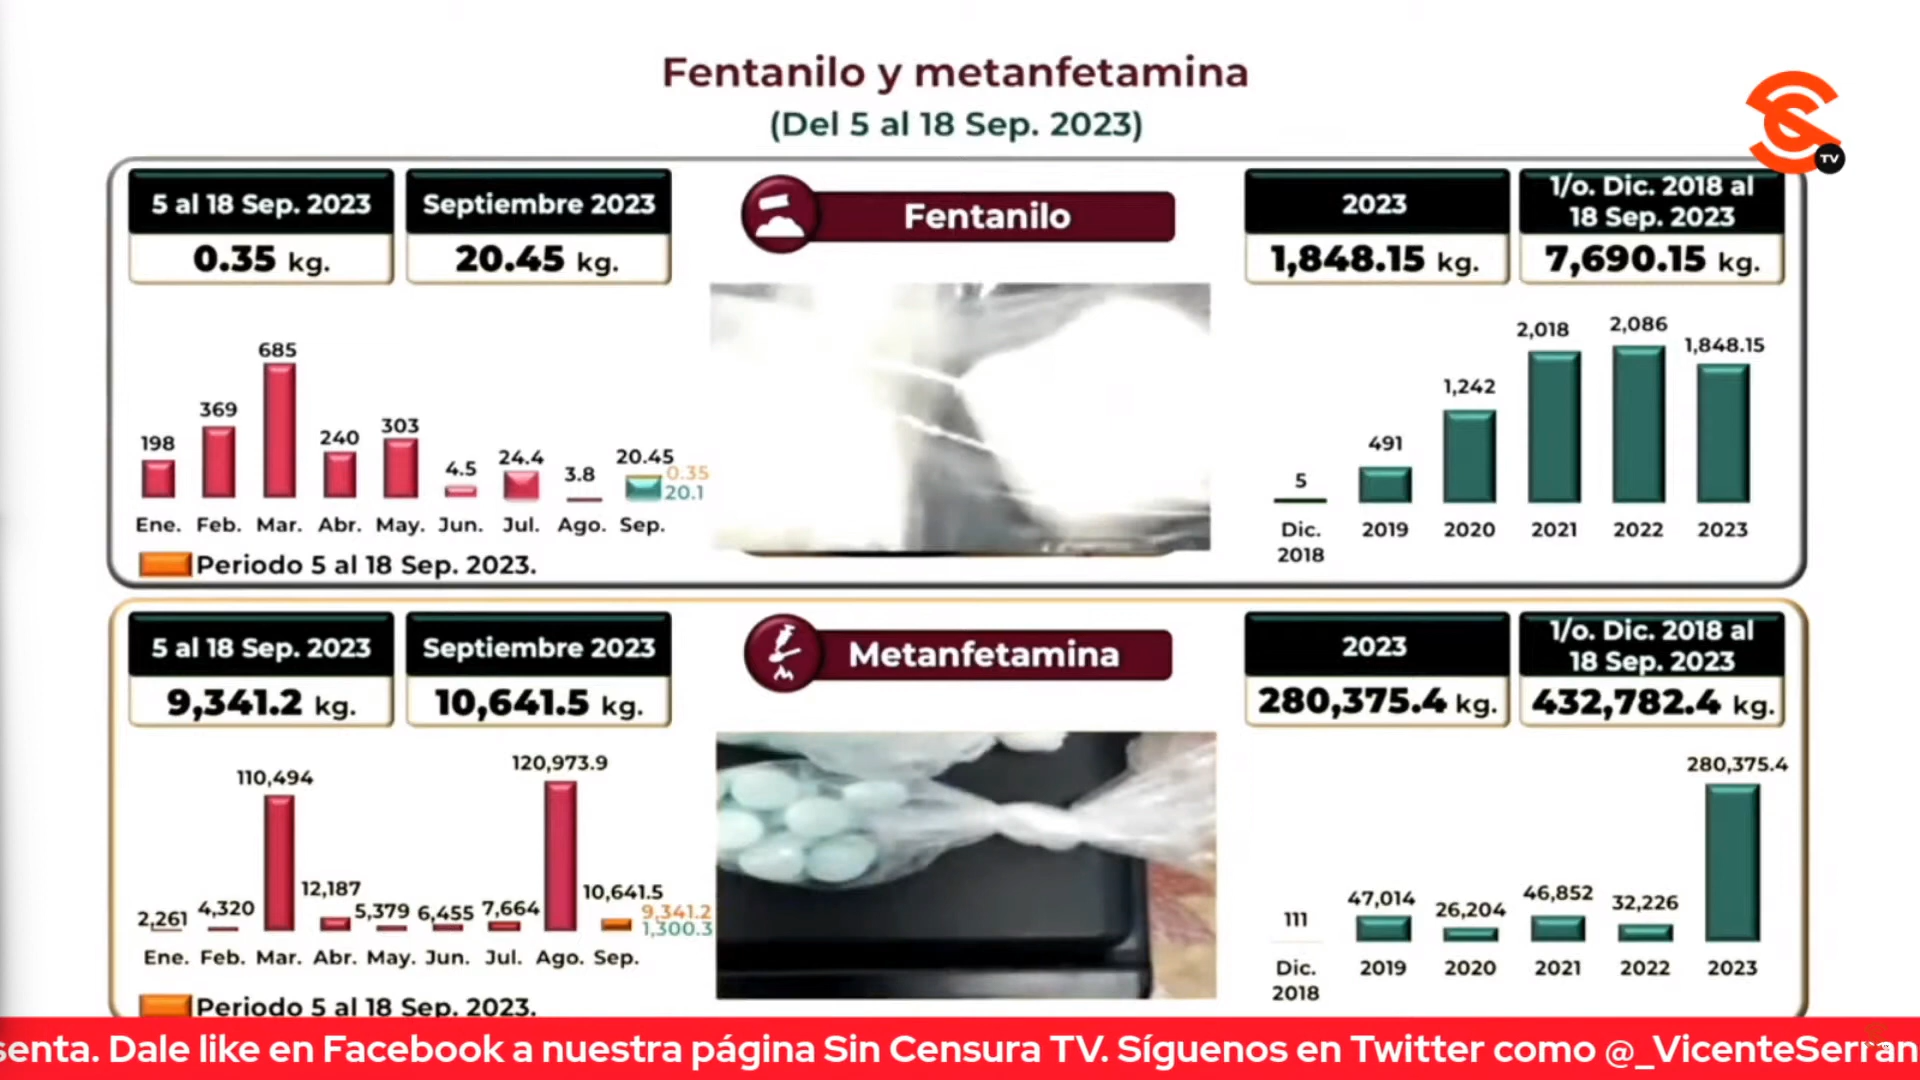 Fentanilo y metanfetamina
(Del 5 al 18 Sep. 2023)
TV
5 al 18 Sep. 2023
0.35 kg.
Septiembre 2023
20.45 kg.
Fentanilo
2023
1,848.15 kg.
1/o. Dic. 2018 al
18 Sep. 2023
7,690.15 kg.
198 369 685 240 303 4.5 24.4 3.8 20.45
0.35
20.1
Ene. Feb. Mar. Abr. May. Jun. Jul. Ago. Sep.
Periodo 5 al 18 Sep. 2023.
5 491 1,242 2,018 2,086 1,848.15
Dic. 2019 2020 2021 2022 2023
2018
5 al 18 Sep. 2023
9,341.2 kg.
Septiembre 2023
10,641.5 kg.
Metanfetamina
2023
280,375.4 kg.
1/o. Dic. 2018 al
18 Sep. 2023
432,782.4 kg.
2,261 4,320 110,494 12,187 5,379 6,455 7,664 120,973.9 10,641.5
9,341.2
1,300.3
Ene. Feb. Mar. Abr. May. Jun. Jul. Ago. Sep.
Periodo 5 al 18 Sep. 2023.
111 47,014 26,204 46,852 32,226 280,375.4
Dic. 2019 2020 2021 2022 2023
2018
senta. Dale like en Facebook a nuestra página Sin Censura TV. Síguenos en Twitter como @_VicenteSerran